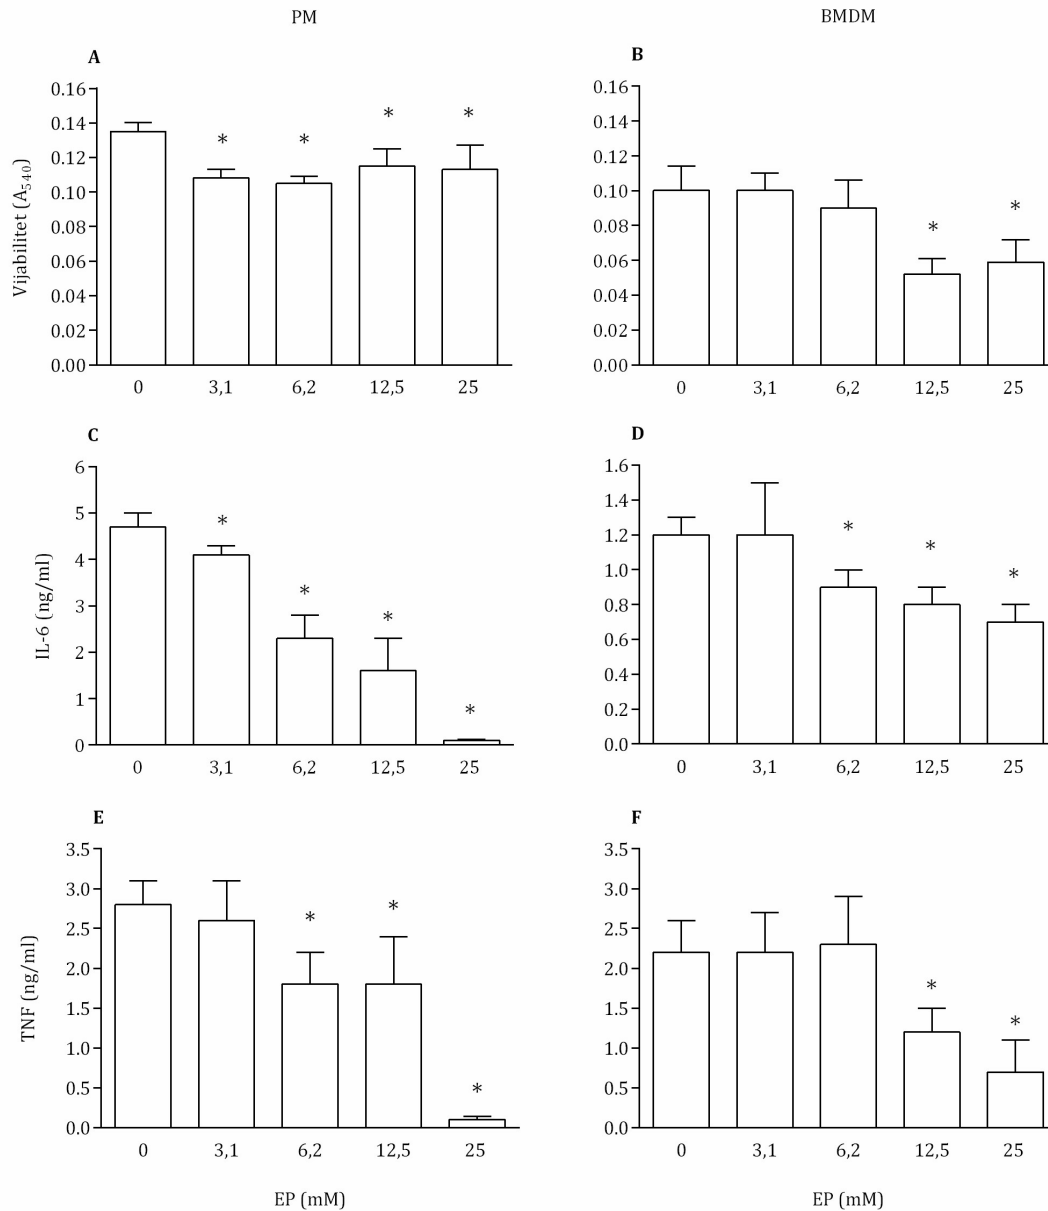 PM
BMDM
A
0.16
0.14
0.12
0.10
0.08
0.06
0.04
0.02
0.00
Vijabilitet (A540)
* * * *
0 3,1 6,2 12,5 25
B
0.16
0.14
0.12
0.10
0.08
0.06
0.04
0.02
0.00
* *
0 3,1 6,2 12,5 25
C
6
5
4
3
2
1
0
IL-6 (ng/ml)
* * * *
0 3,1 6,2 12,5 25
D
1.6
1.4
1.2
1.0
0.8
0.6
0.4
0.2
0.0
* * *
0 3,1 6,2 12,5 25
E
3.5
3.0
2.5
2.0
1.5
1.0
0.5
0.0
TNF (ng/ml)
* * *
0 3,1 6,2 12,5 25
EP (mM)
F
3.5
3.0
2.5
2.0
1.5
1.0
0.5
0.0
* *
0 3,1 6,2 12,5 25
EP (mM)